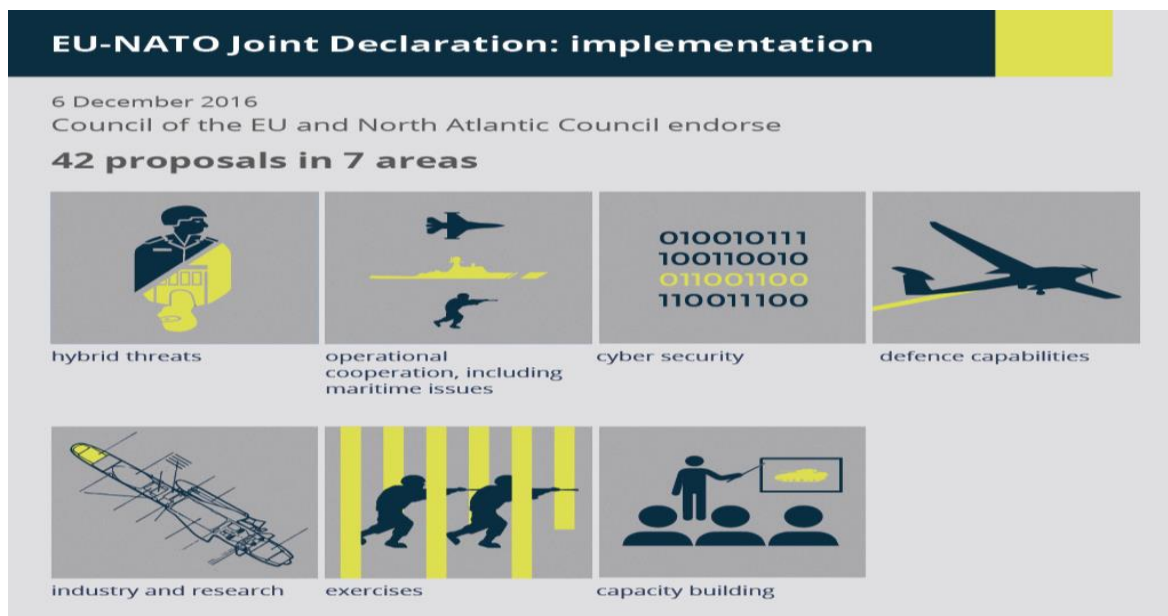 EU-NATO Joint Declaration: implementation
6 December 2016
Council of the EU and North Atlantic Council endorse
42 proposals in 7 areas
010010111
100110010
011001100
110011100
hybrid threats
operational
cooperation, including
maritime issues
cyber security
defence capabilities
industry and research
exercises
capacity building